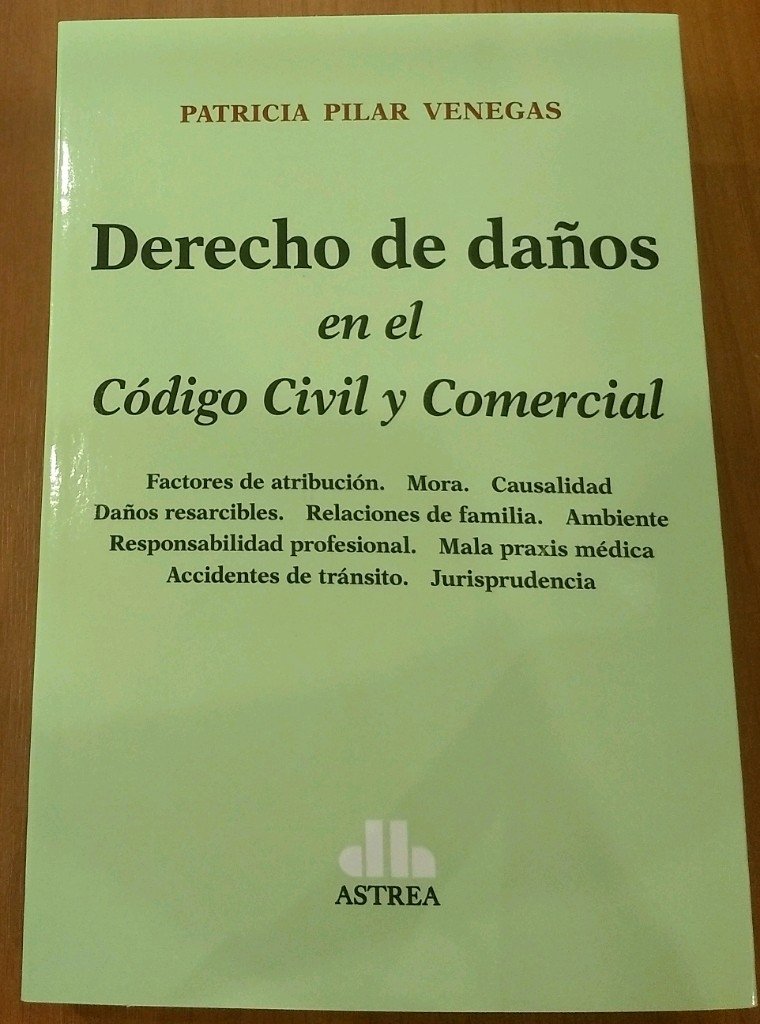 PATRICIA PILAR VENEGAS
Derecho de daños
en el
Código Civil y Comercial
Factores de atribución. Mora. Causalidad
Daños resarcibles. Relaciones de familia. Ambiente
Responsabilidad profesional. Mala praxis médica
Accidentes de tránsito. Jurisprudencia
ASTREA